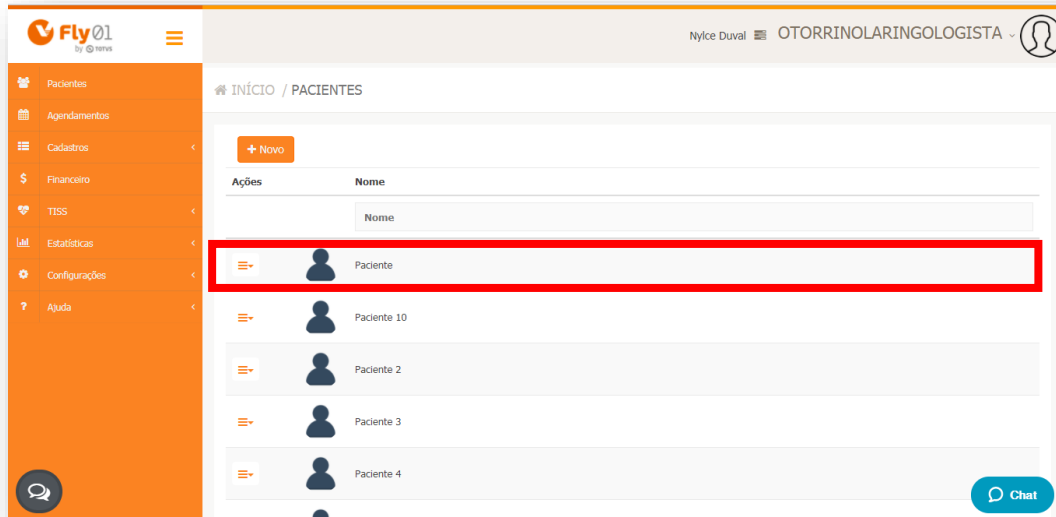 Fly01
by TOTVS
Nylce Duval OTORRINOLARINGOLOGISTA
Pacientes
Agendamentos
Cadastros
Financeiro
TISS
Estatísticas
Configurações
Ajuda
INÍCIO / PACIENTES
+ Novo
Ações Nome
Nome
Paciente
Paciente 10
Paciente 2
Paciente 3
Paciente 4
Chat